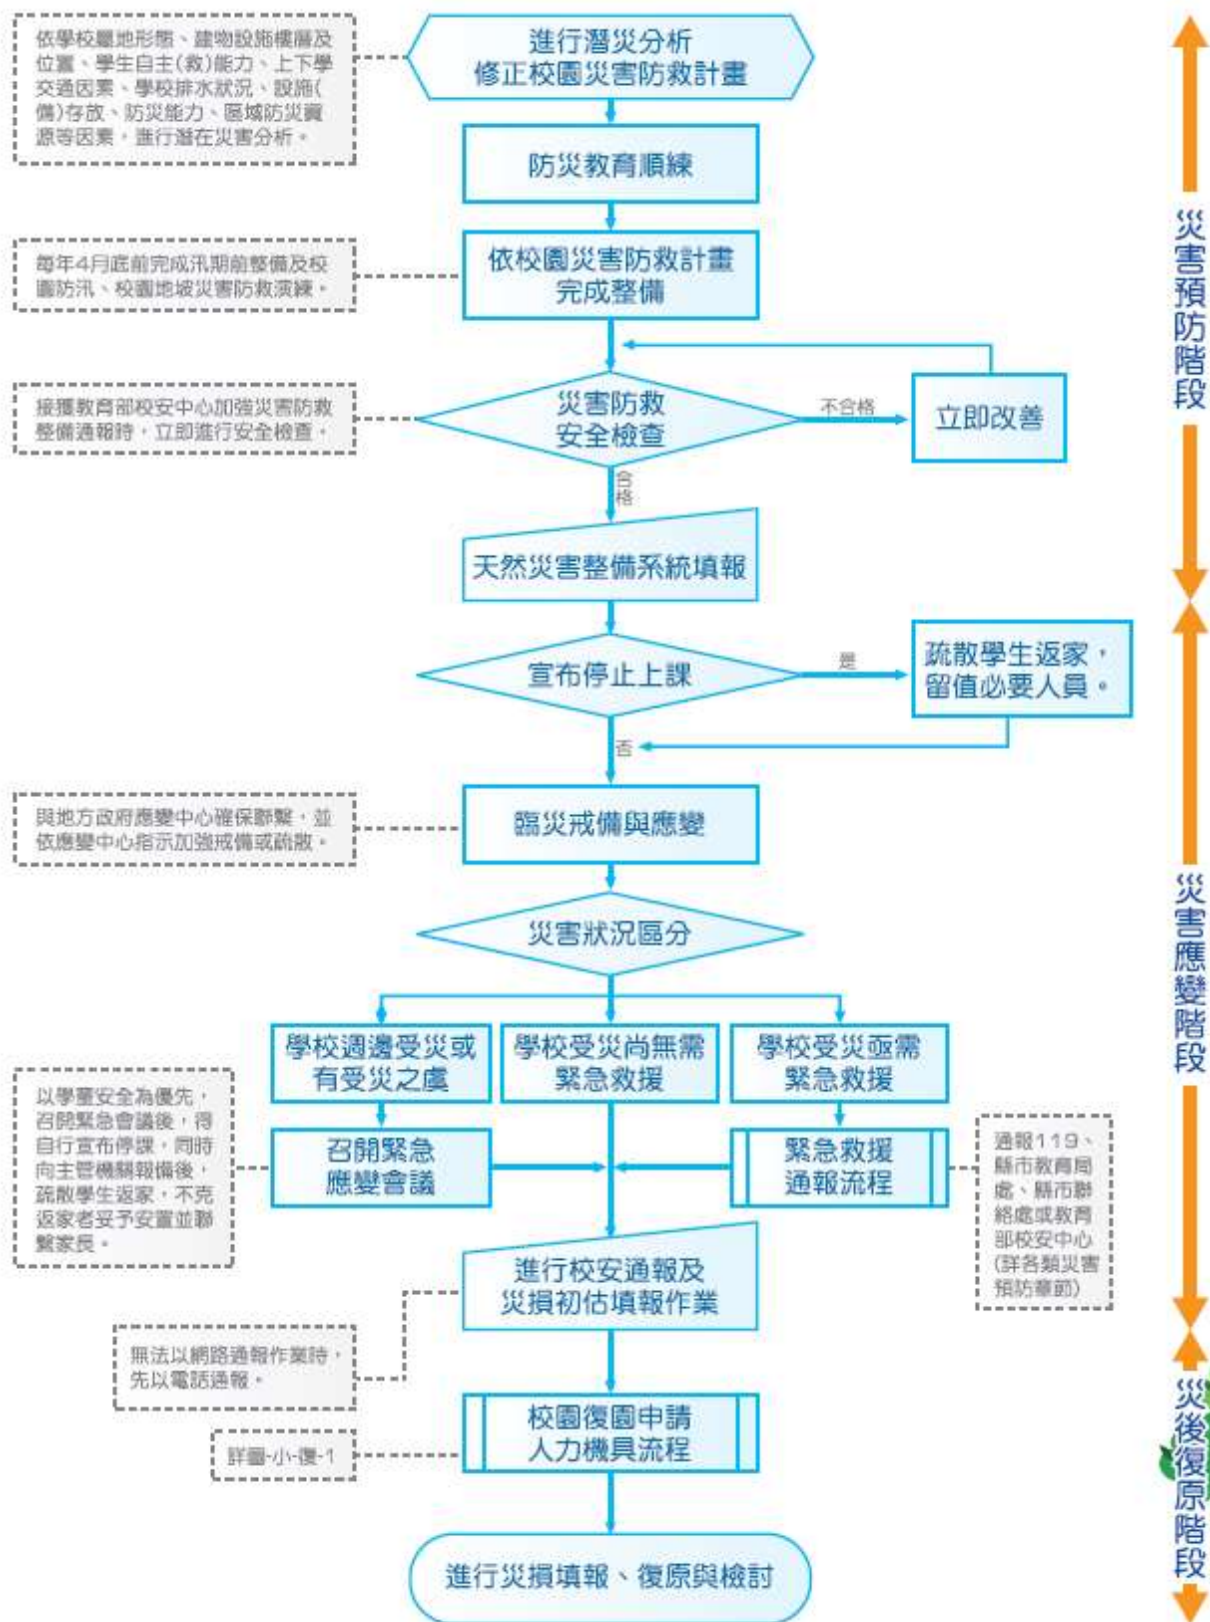 依學校屬地形態、建物設施樓層及
位置、學生自主(救)能力、上下學
交通因素、學校排水狀況、設施(
備)存放、防災能力、區域防災資
源等因素，進行潛在災害分析。
進行潛災分析
修正校園災害防救計畫
防災教育順練
每年4月底前完成汛期前整備及校
園防汛、校園地坡災害防救演練。
依校園災害防救計畫
完成整備
災害預防階段
接獲教育部校安中心加強災害防救
整備通報時，立即進行安全檢查。
災害防救
安全檢查
不合格
立即改善
合格
天然災害整備系統填報
宣布停止上課
是
疏散學生返家，
留值必要人員。
否
與地方政府應變中心確保聯繫，並
依應變中心指示加強戒備或疏散。
臨災戒備與應變
災害狀況區分
災害應變階段
學校週邊受災或
有受災之虞
學校受災尚無需
緊急救援
學校受災亟需
緊急救援
以學童安全為優先，
召開緊急會議後，得
自行宣布停課，同時
向主管機關報備後，
疏散學生返家，不克
返家者妥予安置並聯
繫家長。
召開緊急
應變會議
緊急救援
通報流程
通報119、
縣市教育局
處、縣市聯
絡處或教育
部校安中心
(詳各類災害
預防章節)
進行校安通報及
災損初估填報作業
無法以網路通報作業時，
先以電話通報。
校園復園申請
人力機具流程
詳圖-小-復-1
災後復原階段
進行災損填報、復原與檢討